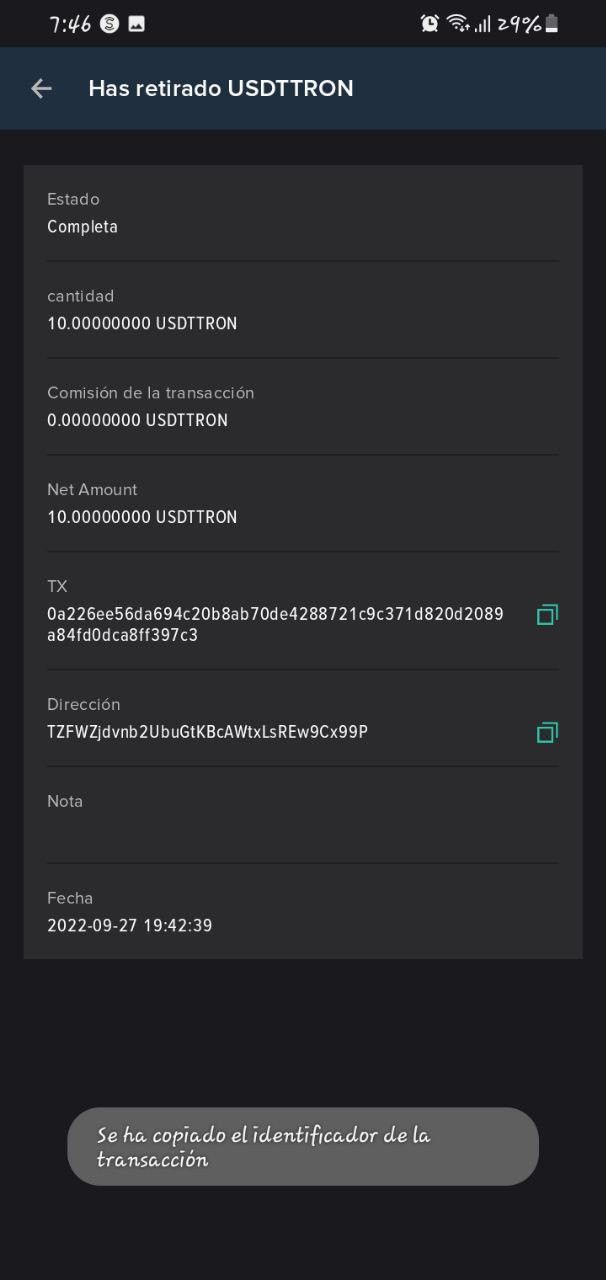 7:46 S 29%
Has retirado USDTTRON
Estado
Completa
cantidad
10.00000000 USDTTRON
Comisión de la transacción
0.00000000 USDTTRON
Net Amount
10.00000000 USDTTRON
TX
0a226ee56da694c20b8ab70de4288721c9c371d820d2089
a84fd0dca8ff397c3
Dirección
TZFWZjdvnb2UbuGtKBcAWtxLsREw9Cx99P
Nota
Fecha
2022-09-27 19:42:39
Se ha copiado el identificador de la
transacción